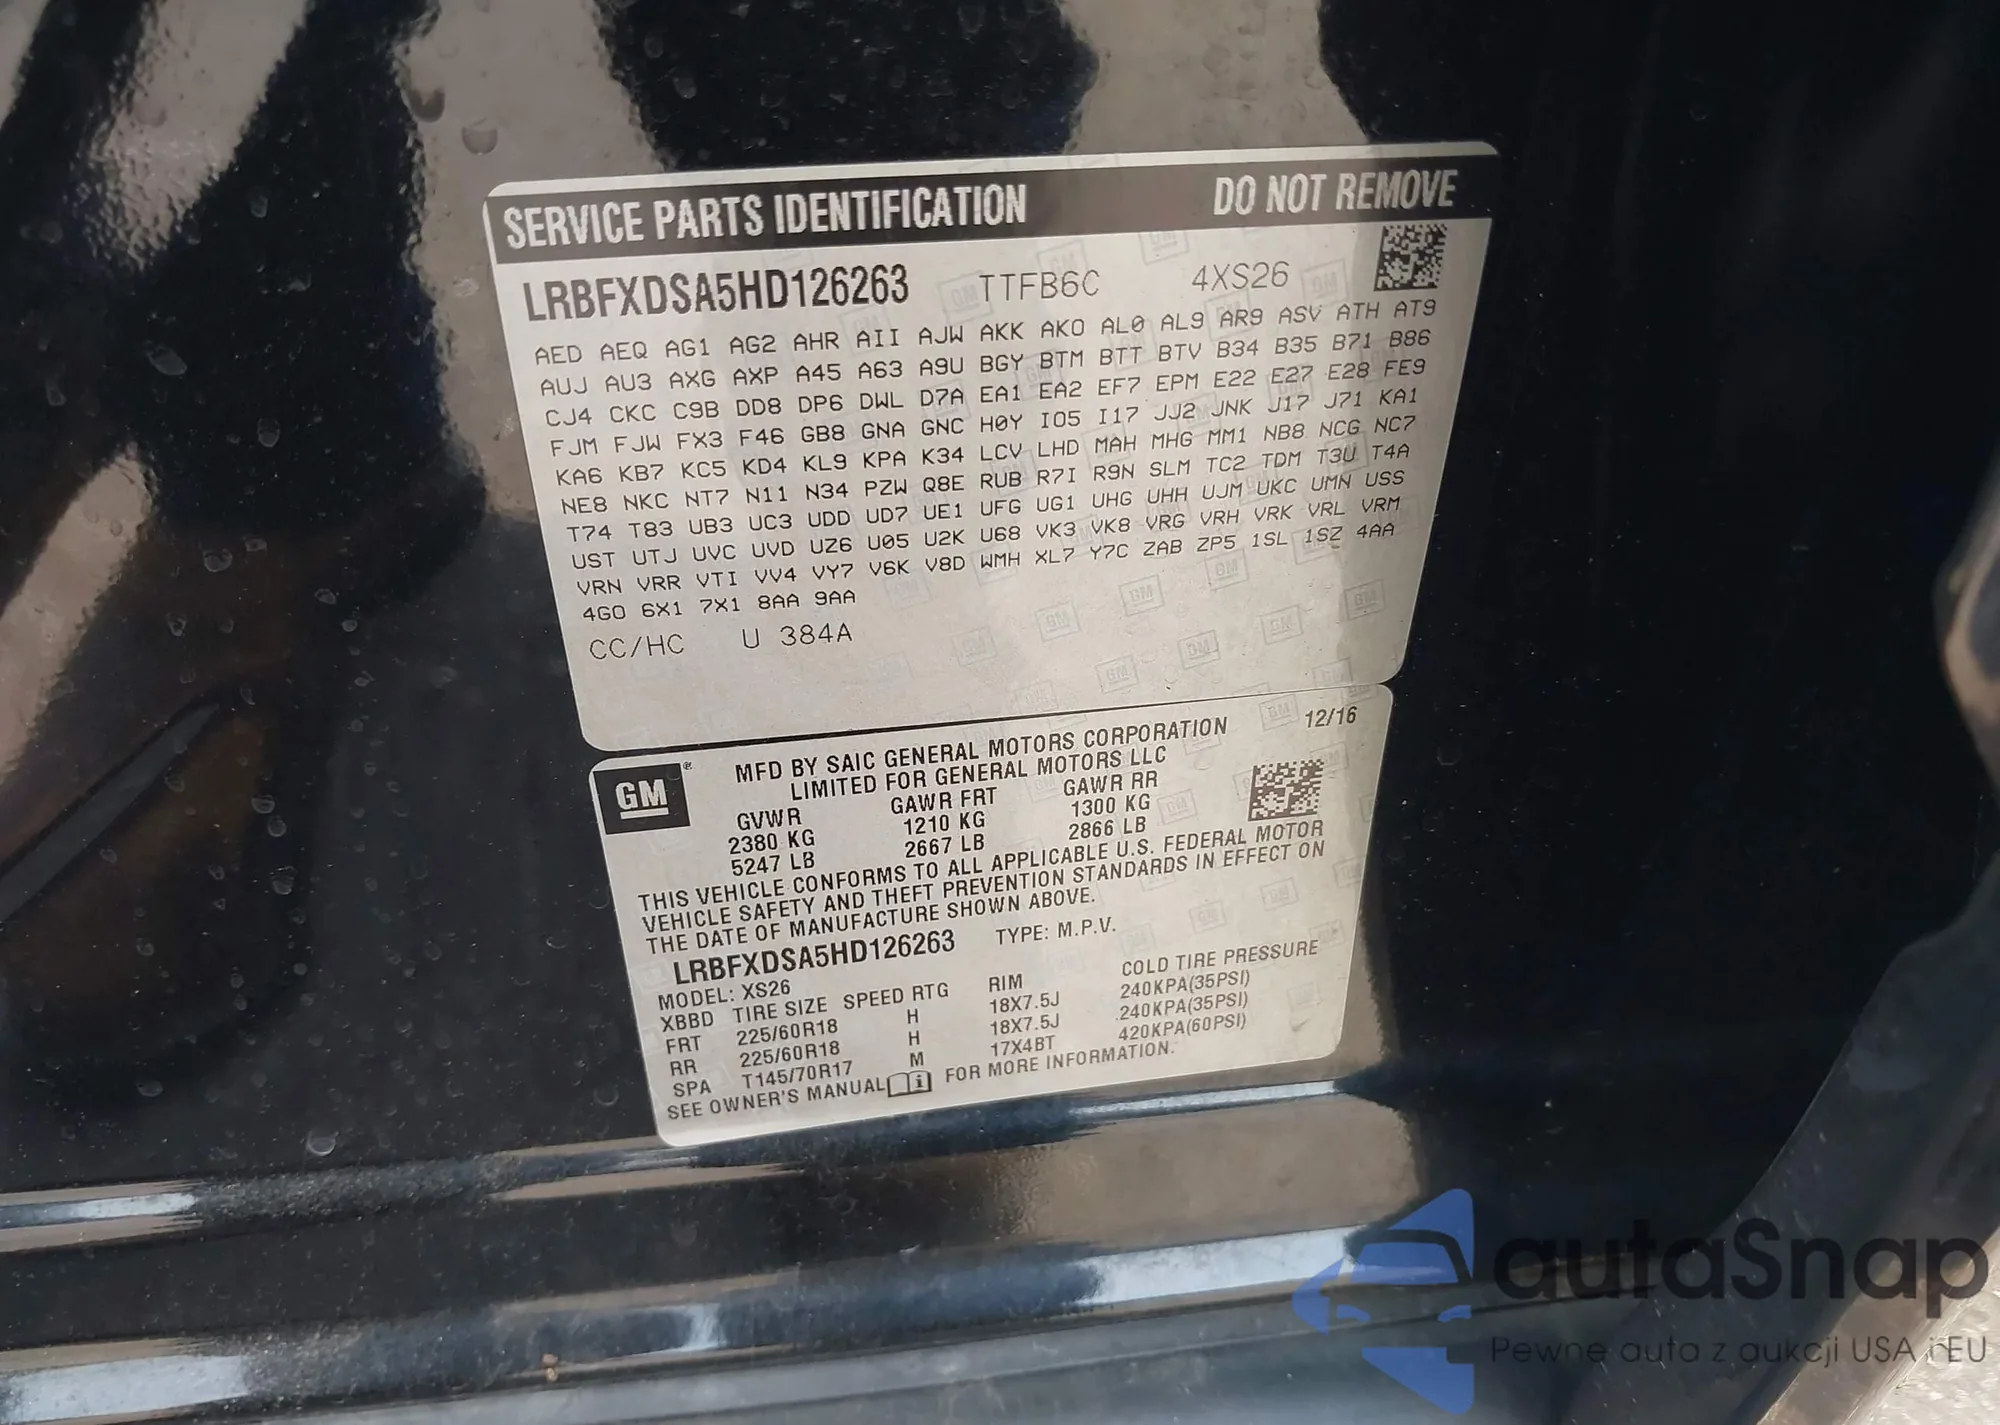 SERVICE PARTS IDENTIFICATION DO NOT REMOVE
LRBFXDSA5HD126263 TTFB6C 4XS26
AED AEQ AG1 AG2 AHR AII AJW AKK AKO AL0 AL9 AR9 ASV ATH AT9
AUJ AU3 AXG AXP A45 A63 A9U BGY BTM BTT BTV B34 B35 B71 B86
CJ4 CKC C9B DD8 DP6 DWL D7A EA1 EA2 EF7 EPM E22 E27 E28 FE9
FJM FJW FX3 F46 GB8 GNA GNC H0Y IO5 I17 JJ2 JNK J17 J71 KA1
KA6 KB7 KC5 KD4 KL9 KPA K34 LCV LHD MAH MHG MM1 NB8 NCG NC7
NE8 NKC NT7 N11 N34 PZW Q8E RUB R7I R9N SLM TC2 TDM T3U T4A
T74 T83 UB3 UC3 UDD UD7 UE1 UFG UG1 UHG UHH UJM UKC UMN USS
UST UTJ UVC UVD UZ6 U05 U2K U68 VK3 VK8 VRG VRH VRK VRL VRM
VRN VRR VTI VV4 VY7 V6K V8D WMH XL7 Y7C ZAB ZP5 1SL 1SZ 4AA
4GO 6X1 7X1 8AA 9AA
CC/HC U 384A
GM®
MFD BY SAIC GENERAL MOTORS CORPORATION 12/16
LIMITED FOR GENERAL MOTORS LLC
GVWR GAWR FRT GAWR RR
2380 KG 1210 KG 1300 KG
5247 LB 2667 LB 2866 LB
THIS VEHICLE CONFORMS TO ALL APPLICABLE U.S. FEDERAL MOTOR
VEHICLE SAFETY AND THEFT PREVENTION STANDARDS IN EFFECT ON
THE DATE OF MANUFACTURE SHOWN ABOVE.
LRBFXDSA5HD126263 TYPE: M.P.V.
MODEL: XS26
XBBD TIRE SIZE SPEED RTG RIM COLD TIRE PRESSURE
FRT 225/60R18 H 18X7.5J 240KPA(35PSI)
RR 225/60R18 H 18X7.5J 240KPA(35PSI)
SPA T145/70R17 M 17X4BT 420KPA(60PSI)
SEE OWNER'S MANUAL FOR MORE INFORMATION.
autaSnap
Pewne auta z aukcji USA i EU